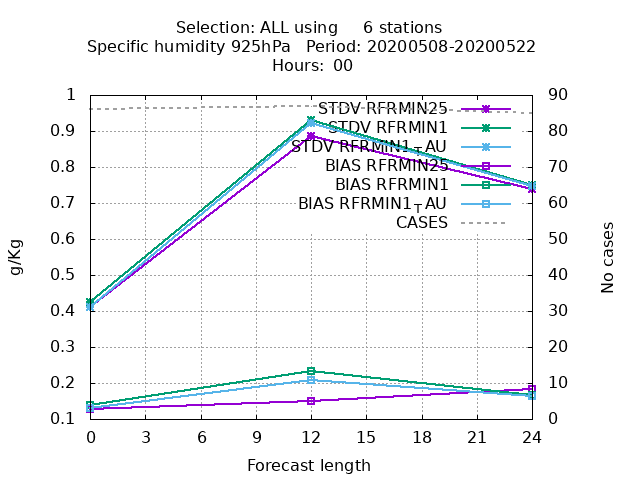 Selection: ALL using 6 stations
Specific humidity 925hPa Period: 20200508-20200522
Hours: 00
1
0.9
0.8
0.7
0.6
0.5
0.4
0.3
0.2
0.1
90
80
70
60
50
40
30
20
10
0
STDV RFRMIN25
STDV RFRMIN1
STDV RFRMIN1_AU
BIAS RFRMIN25
BIAS RFRMIN1
BIAS RFRMIN1_AU
CASES
g/Kg
No cases
0 3 6 9 12 15 18 21 24
Forecast length